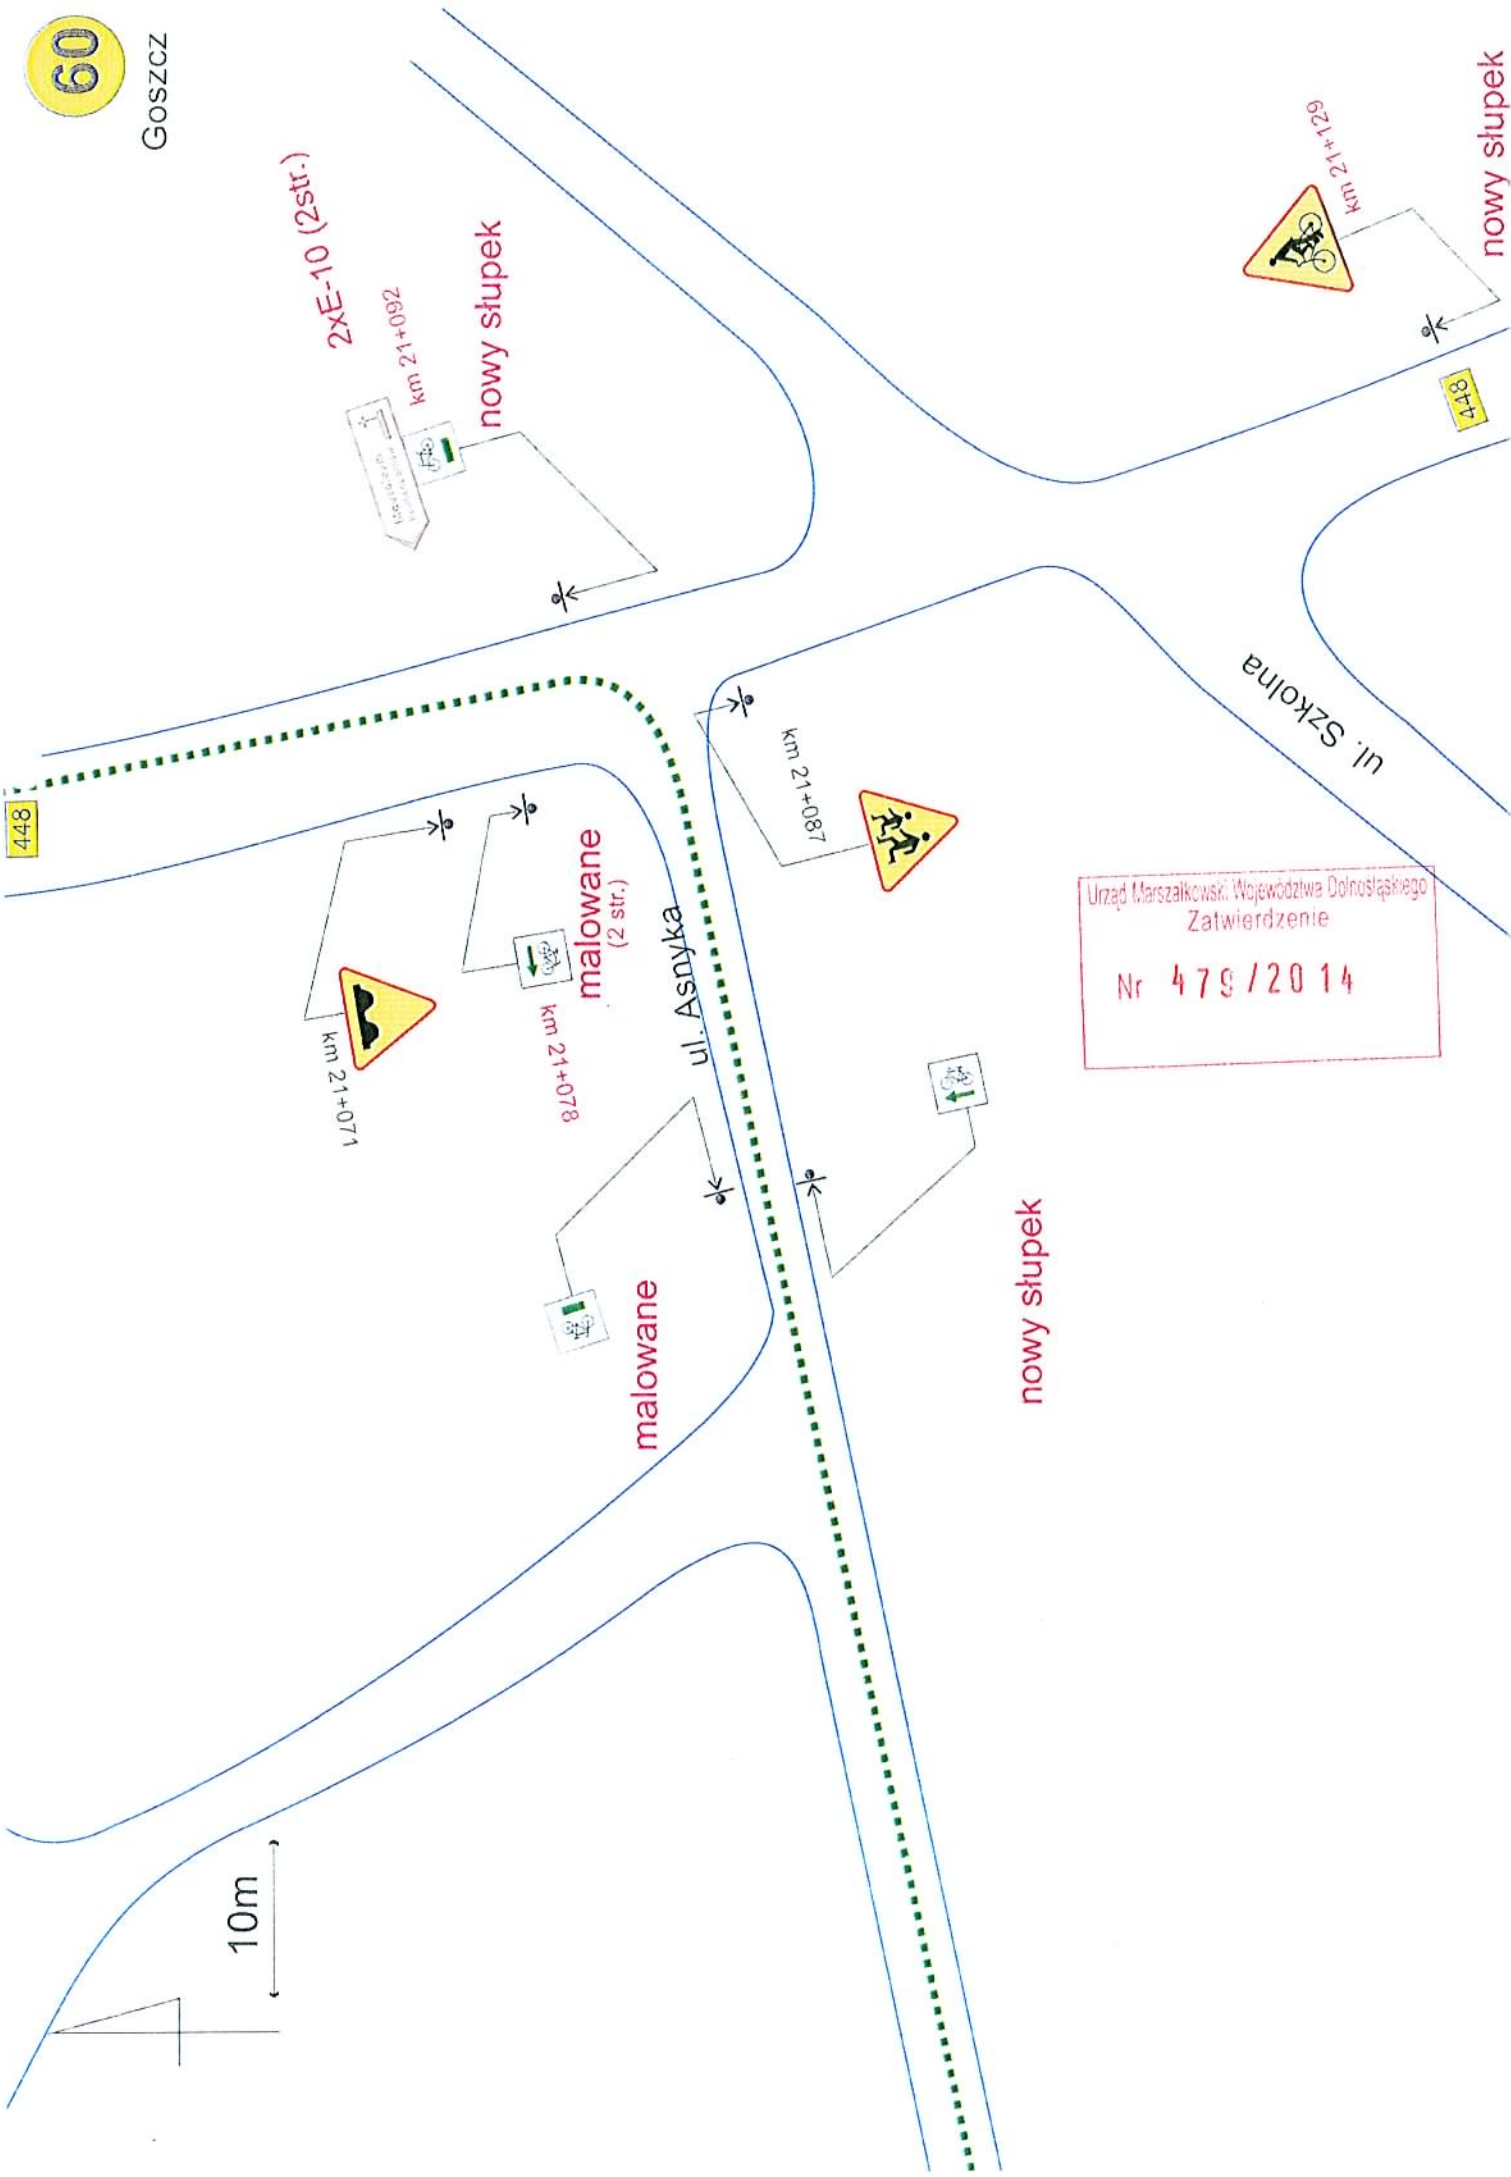 60
Goszcz
2xE-10 (2str.)
km 21+092
nowy słupek
km 21+129
nowy słupek
448
448
km 21+071
km 21+078
malowane
(2 str.)
ul. Asnyka
km 21+087
ul. Szkolna
malowane
nowy słupek
Urząd Marszałkowski Województwa Dolnośląskiego
Zatwierdzenie
Nr 479/2014
10m